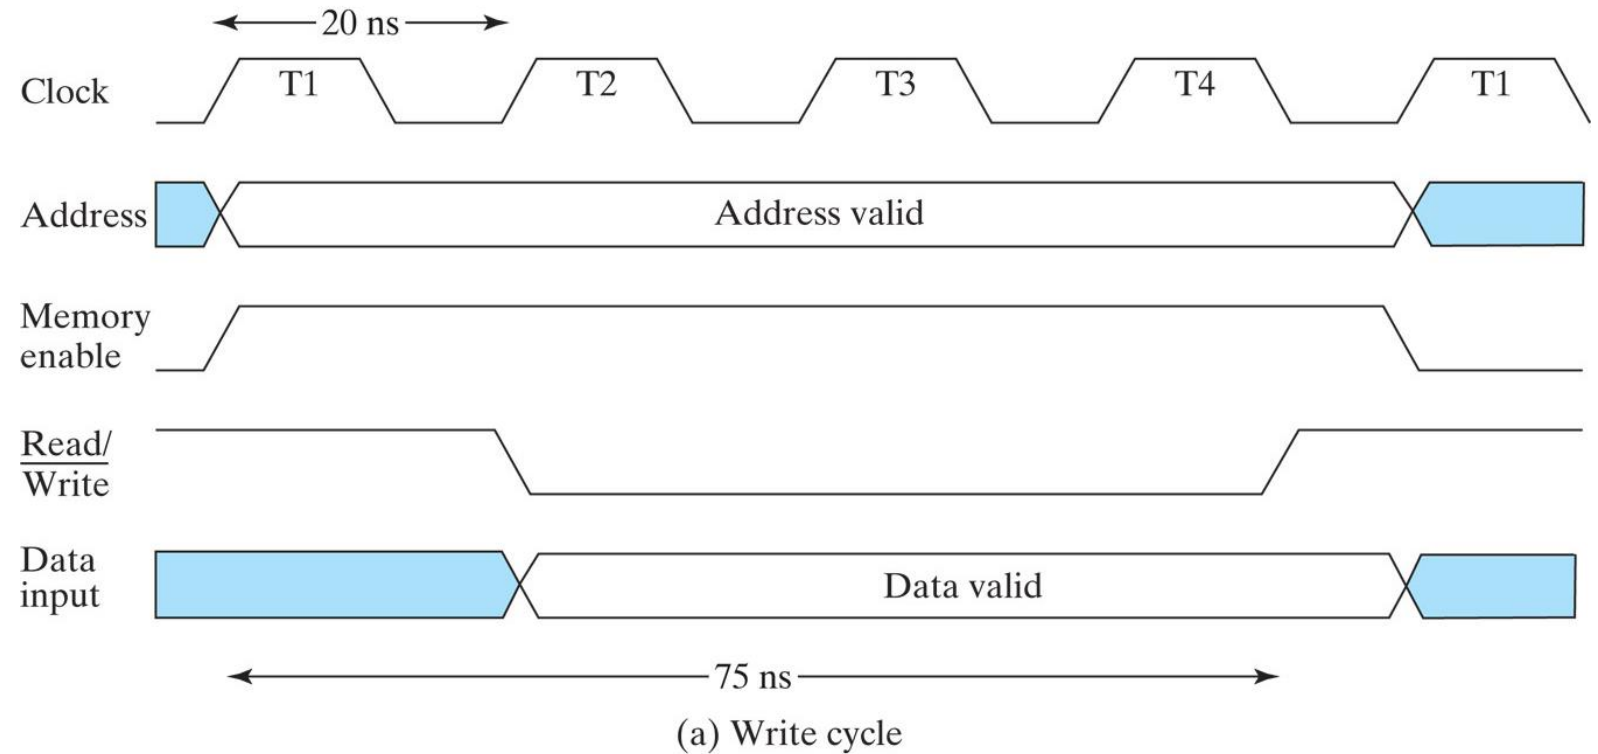 20 ns
Clock
T1
T2
T3
T4
T1
Address
Address valid
Memory
enable
Read/
Write
Data
input
Data valid
75 ns
(a) Write cycle